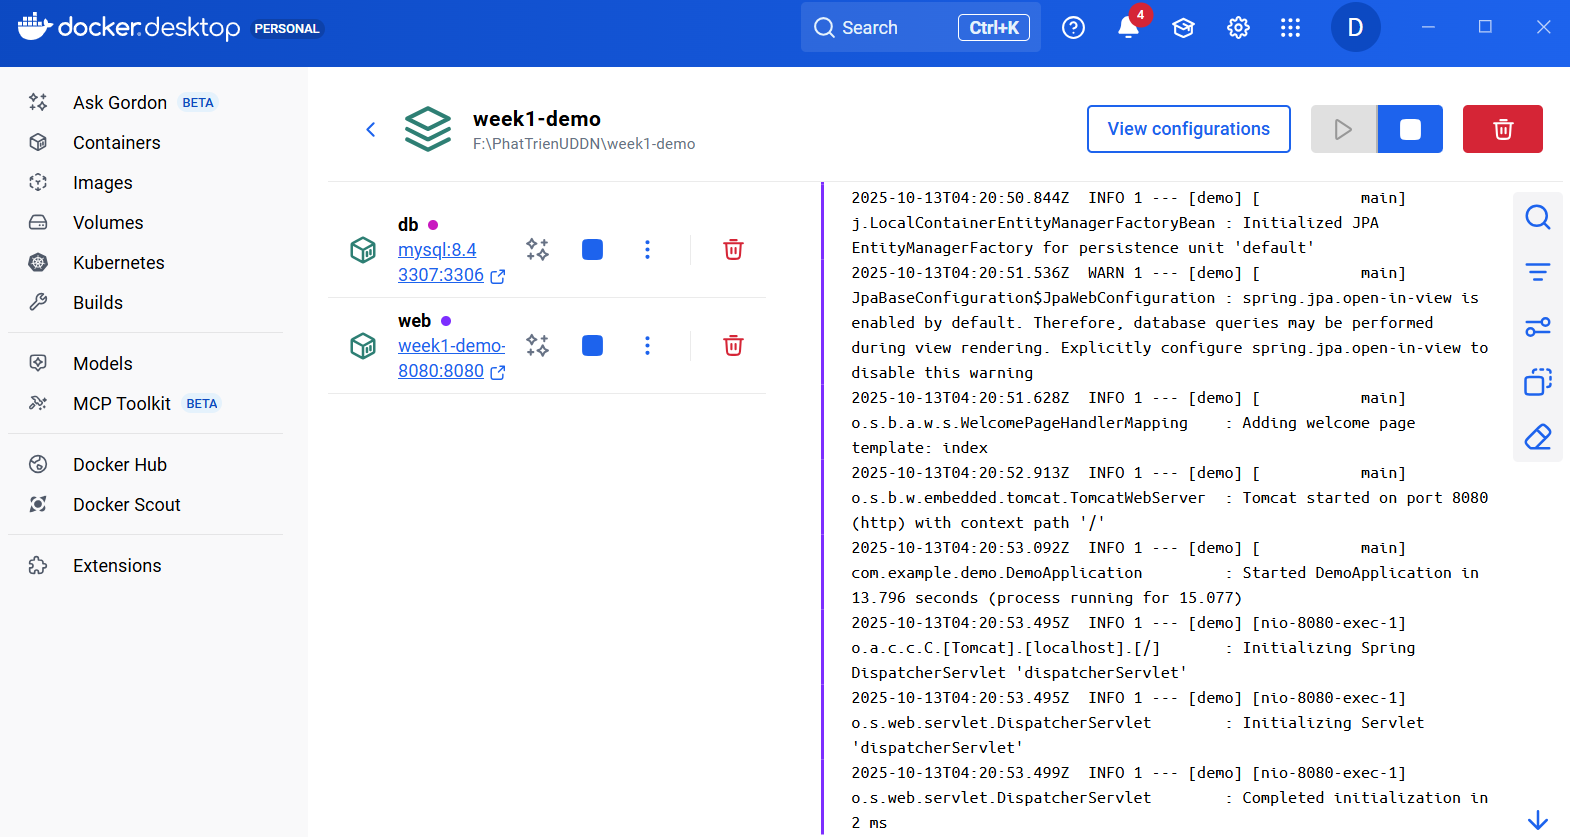 docker.desktop PERSONAL
Search Ctrl+K
4
D
Ask Gordon BETA
Containers
Images
Volumes
Kubernetes
Builds
Models
MCP Toolkit BETA
Docker Hub
Docker Scout
Extensions
week1-demo
F:\PhatTrienUDDN\week1-demo
View configurations
db
mysql:8.4
3307:3306
web
week1-demo-
8080:8080
2025-10-13T04:20:50.844Z  INFO 1 --- [demo] [           main]
j.LocalContainerEntityManagerFactoryBean : Initialized JPA
EntityManagerFactory for persistence unit 'default'
2025-10-13T04:20:51.536Z  WARN 1 --- [demo] [           main]
JpaBaseConfiguration$JpaWebConfiguration : spring.jpa.open-in-view is
enabled by default. Therefore, database queries may be performed
during view rendering. Explicitly configure spring.jpa.open-in-view to
disable this warning
2025-10-13T04:20:51.628Z  INFO 1 --- [demo] [           main]
o.s.b.a.w.s.WelcomePageHandlerMapping    : Adding welcome page
template: index
2025-10-13T04:20:52.913Z  INFO 1 --- [demo] [           main]
o.s.b.w.embedded.tomcat.TomcatWebServer  : Tomcat started on port 8080
(http) with context path '/'
2025-10-13T04:20:53.092Z  INFO 1 --- [demo] [           main]
com.example.demo.DemoApplication         : Started DemoApplication in
13.796 seconds (process running for 15.077)
2025-10-13T04:20:53.495Z  INFO 1 --- [demo] [nio-8080-exec-1]
o.a.c.c.C.[Tomcat].[localhost].[/]       : Initializing Spring
DispatcherServlet 'dispatcherServlet'
2025-10-13T04:20:53.495Z  INFO 1 --- [demo] [nio-8080-exec-1]
o.s.web.servlet.DispatcherServlet        : Initializing Servlet
'dispatcherServlet'
2025-10-13T04:20:53.499Z  INFO 1 --- [demo] [nio-8080-exec-1]
o.s.web.servlet.DispatcherServlet        : Completed initialization in
2 ms